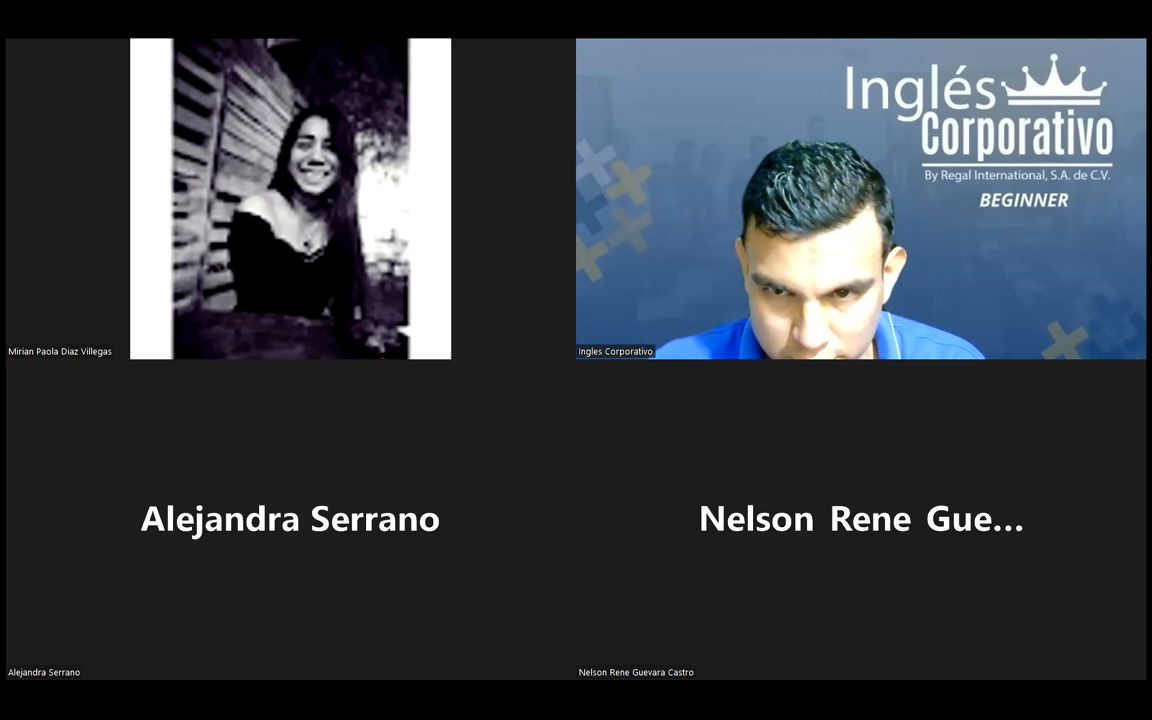 Inglés
Corporativo
By Regal International, S.A. de C.V.
BEGINNER
Mirian Paola Diaz Villegas
Ingles Corporativo
Alejandra Serrano
Nelson Rene Gue...
Alejandra Serrano
Nelson Rene Guevara Castro